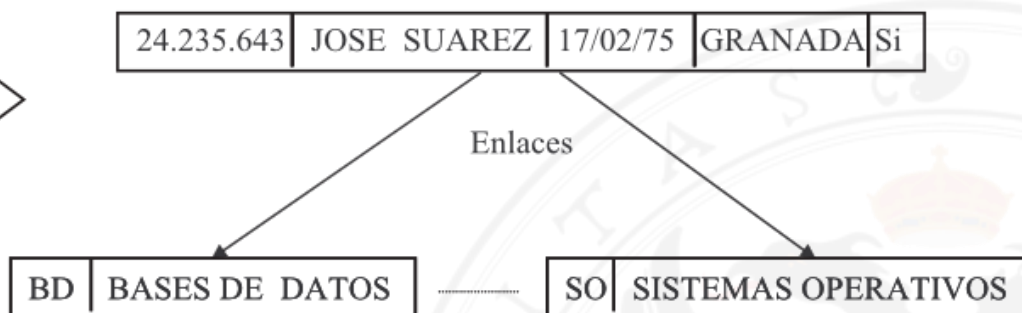 24.235.643 JOSE SUAREZ 17/02/75 GRANADA Si
Enlaces
BD BASES DE DATOS ........................ SO SISTEMAS OPERATIVOS
T A S